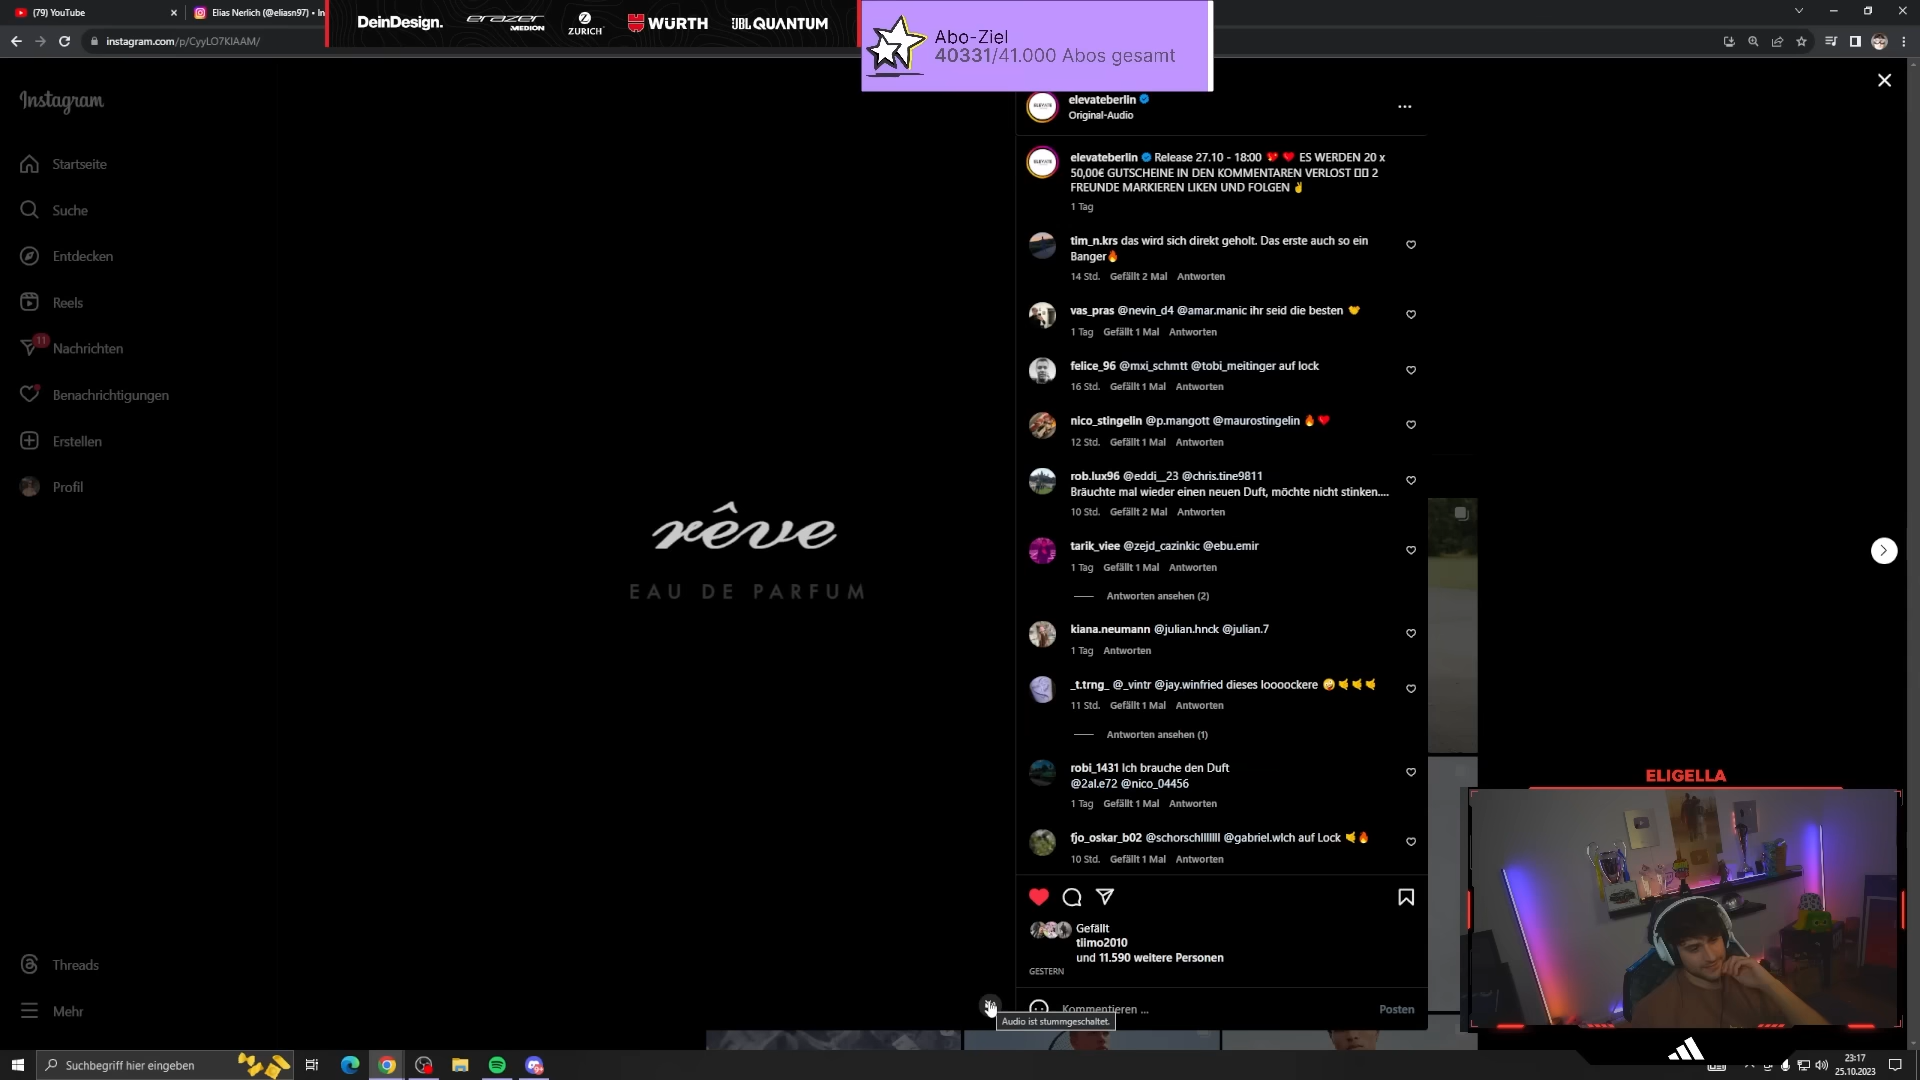 (79) YouTube
Elias Nerlich (@eliasn97) • In
instagram.com/p/CyyLO7KIAAM/
DeinDesign.
erazer
MEDION
ZURICH
WÜRTH
JBL QUANTUM
Abo-Ziel
40331/41.000 Abos gesamt
Instagram
Startseite
Suche
Entdecken
Reels
11
Nachrichten
Benachrichtigungen
Erstellen
Profil
Threads
Mehr
rêve
EAU DE PARFUM
elevateberlin
Original-Audio
elevateberlin Release 27.10 - 18:00 💖 ❤️ ES WERDEN 20 x
50,00€ GUTSCHEINE IN DEN KOMMENTAREN VERLOST 2
FREUNDE MARKIEREN LIKEN UND FOLGEN ✌️
1 Tag
tim_n.krs das wird sich direkt geholt. Das erste auch so ein
Banger🔥
14 Std. Gefällt 2 Mal Antworten
vas_pras @nevin_d4 @amar.manic ihr seid die besten
1 Tag Gefällt 1 Mal Antworten
felice_96 @mxi_schmtt @tobi_meitinger auf lock
16 Std. Gefällt 1 Mal Antworten
nico_stingelin @p.mangott @maurostingelin 🔥❤️
12 Std. Gefällt 1 Mal Antworten
rob.lux96 @eddi__23 @chris.tine9811
Bräuchte mal wieder einen neuen Duft, möchte nicht stinken....
10 Std. Gefällt 2 Mal Antworten
tarik_viee @zejd_cazinkic @ebu.emir
1 Tag Gefällt 1 Mal Antworten
Antworten ansehen (2)
kiana.neumann @julian.hnck @julian.7
1 Tag Antworten
_t.trng_ @_vintr @jay.winfried dieses loooockere 🤪🤙🤙🤙
11 Std. Gefällt 1 Mal Antworten
Antworten ansehen (1)
robi_1431 Ich brauche den Duft
@2al.e72 @nico_04456
1 Tag Gefällt 1 Mal Antworten
fjo_oskar_b02 @schorschlllllll @gabriel.wlch auf Lock 🤙🔥
10 Std. Gefällt 1 Mal Antworten
Gefällt
tiimo2010
und 11.590 weitere Personen
GESTERN
Kommentieren ...
Posten
Audio ist stummgeschaltet.
ELIGELLA
Suchbegriff hier eingeben
23:17
25.10.2023